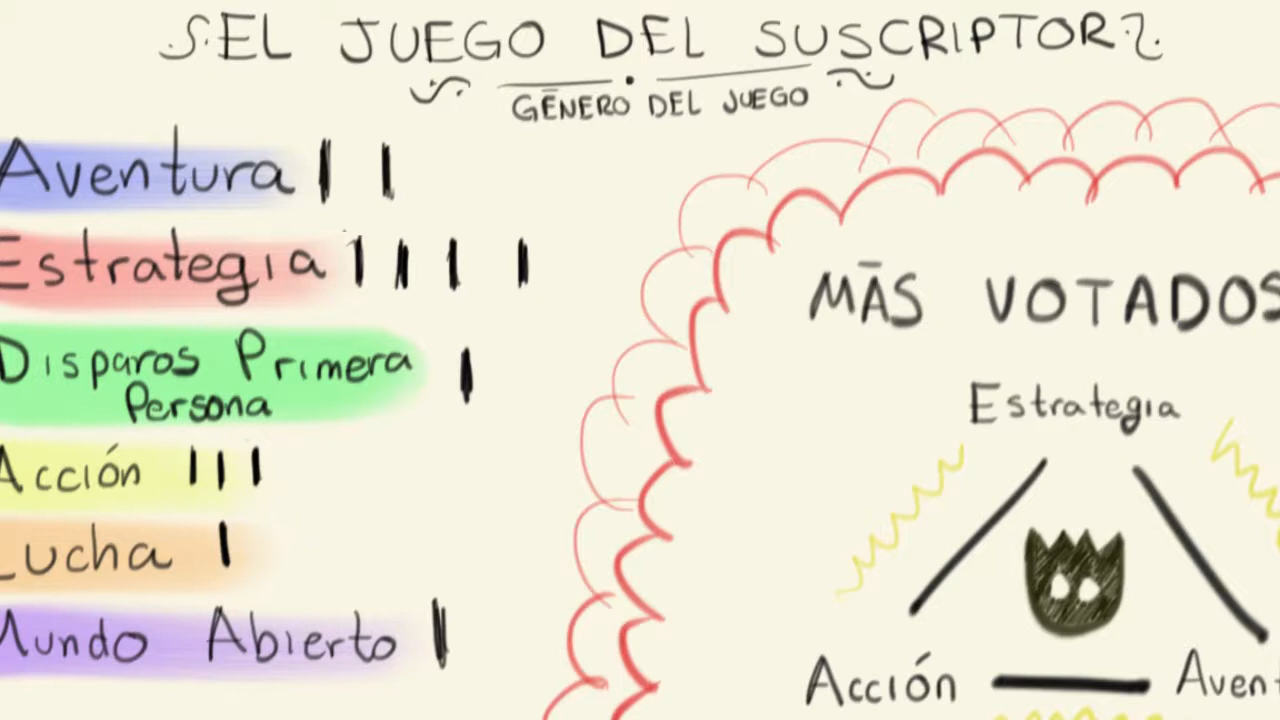 ¿EL JUEGO DEL SUSCRIPTOR?
GÉNERO DEL JUEGO
Aventura
Estrategia
Disparos Primera
Persona
Acción
Lucha
Mundo Abierto
MÁS VOTADOS
Estrategia
Acción
Avent